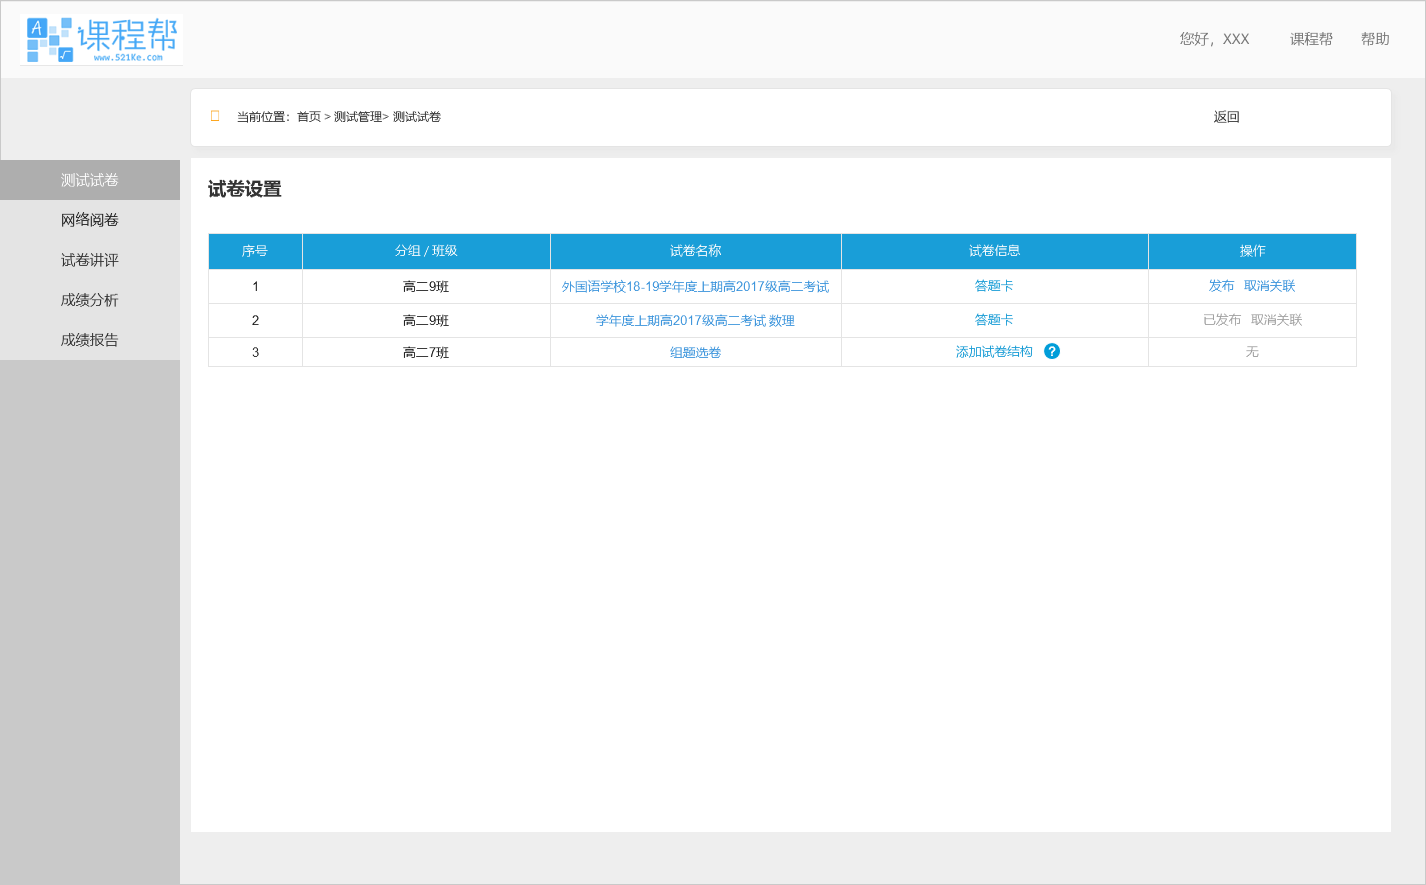 A 课程帮
√ www.521Ke.com
您好，XXX 课程帮 帮助
当前位置：首页 > 测试管理> 测试试卷 返回
测试试卷
网络阅卷
试卷讲评
成绩分析
成绩报告
试卷设置
序号 分组 / 班级 试卷名称 试卷信息 操作
1 高二9班 外国语学校18-19学年度上期高2017级高二考试 答题卡 发布 取消关联
2 高二9班 学年度上期高2017级高二考试 数理 答题卡 已发布 取消关联
3 高二7班 组题选卷 添加试卷结构 ? 无